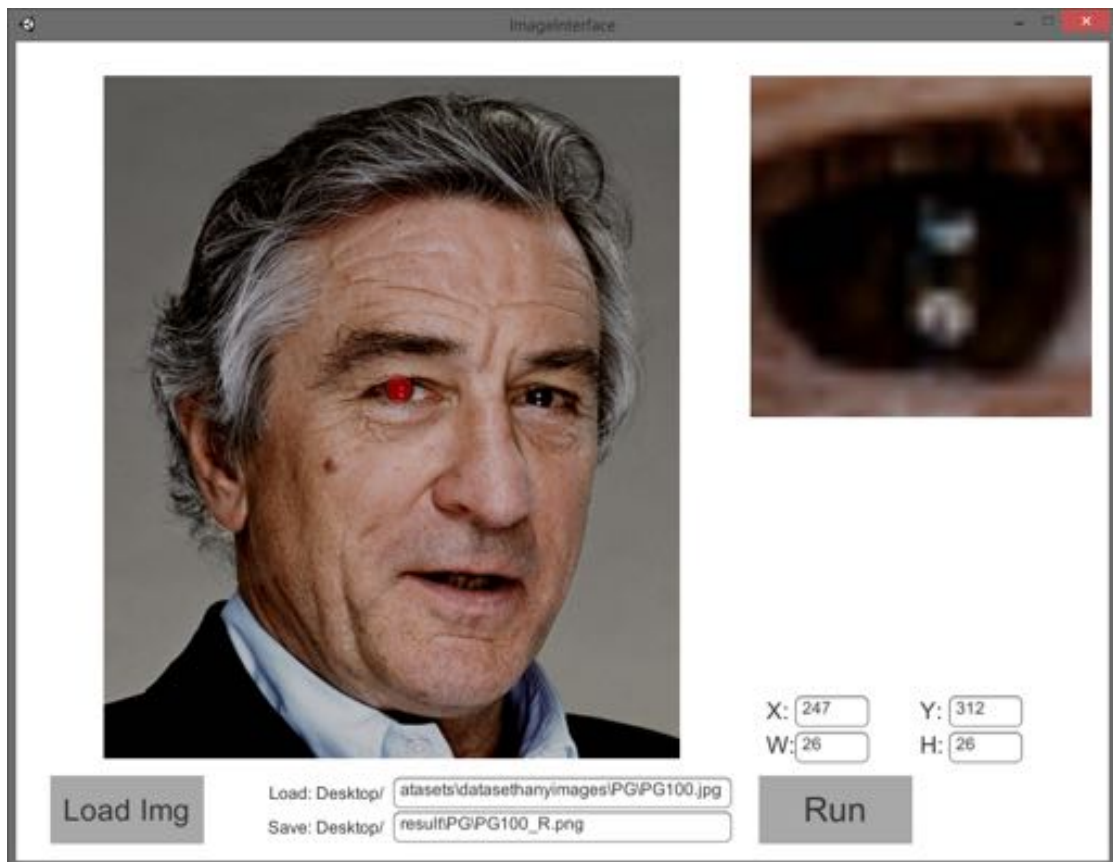 ImageInterface
X: 247 Y: 312
W: 26 H: 26
Load Img
Load: Desktop/ atasets\datasethanyimages\PG\PG100.jpg
Save: Desktop/ result\PG\PG100_R.png
Run